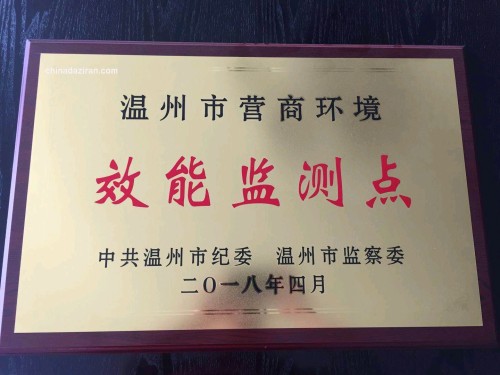 温州市营商环境
效能监测点
中共温州市纪委 温州市监察委
二〇一八年四月